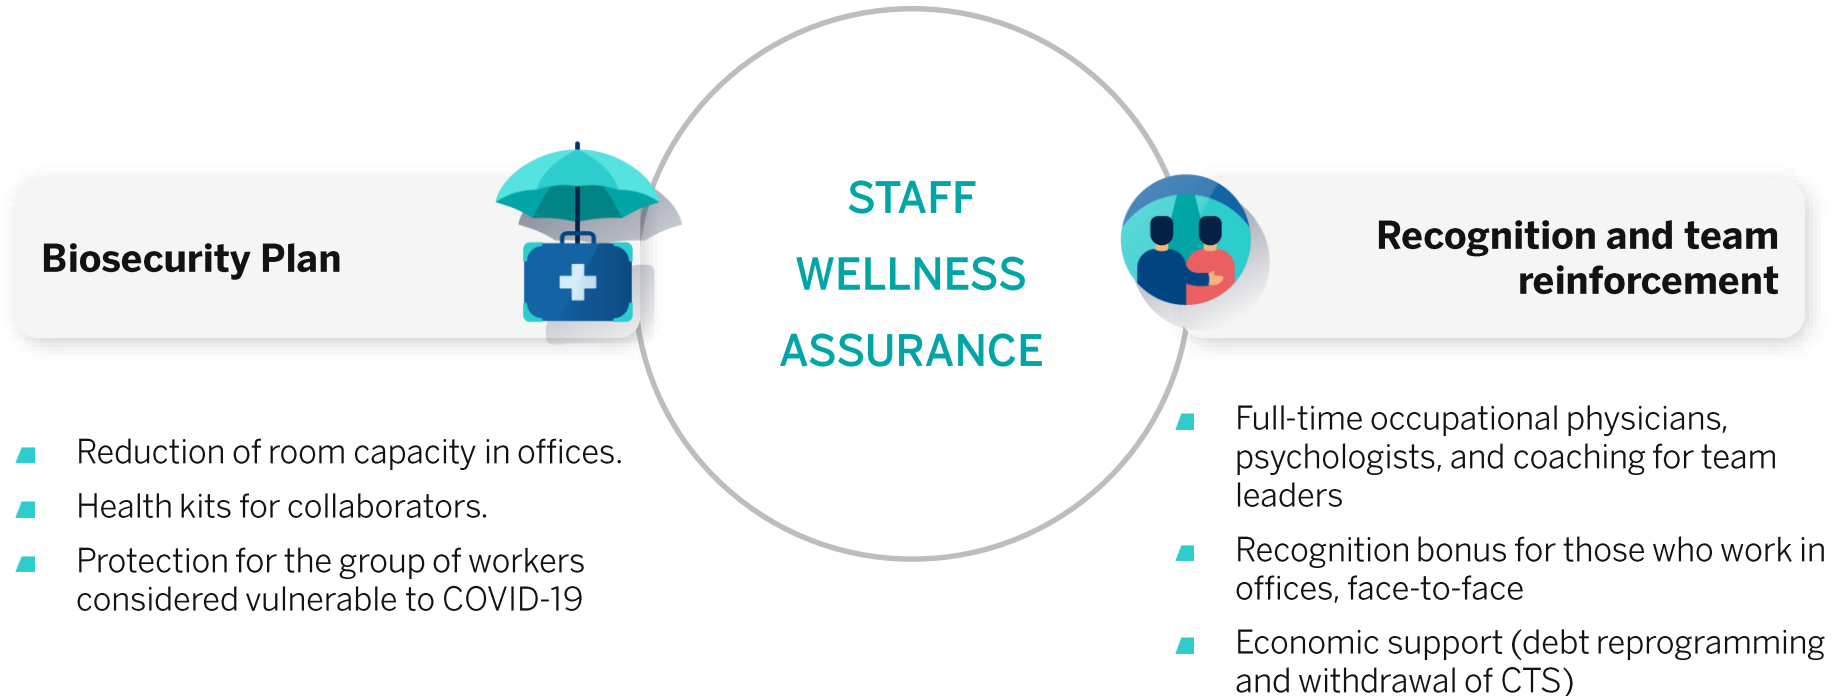 STAFF
WELLNESS
ASSURANCE
Biosecurity Plan
Reduction of room capacity in offices.
Health kits for collaborators.
Protection for the group of workers
considered vulnerable to COVID-19
Recognition and team
reinforcement
Full-time occupational physicians,
psychologists, and coaching for team
leaders
Recognition bonus for those who work in
offices, face-to-face
Economic support (debt reprogramming
and withdrawal of CTS)